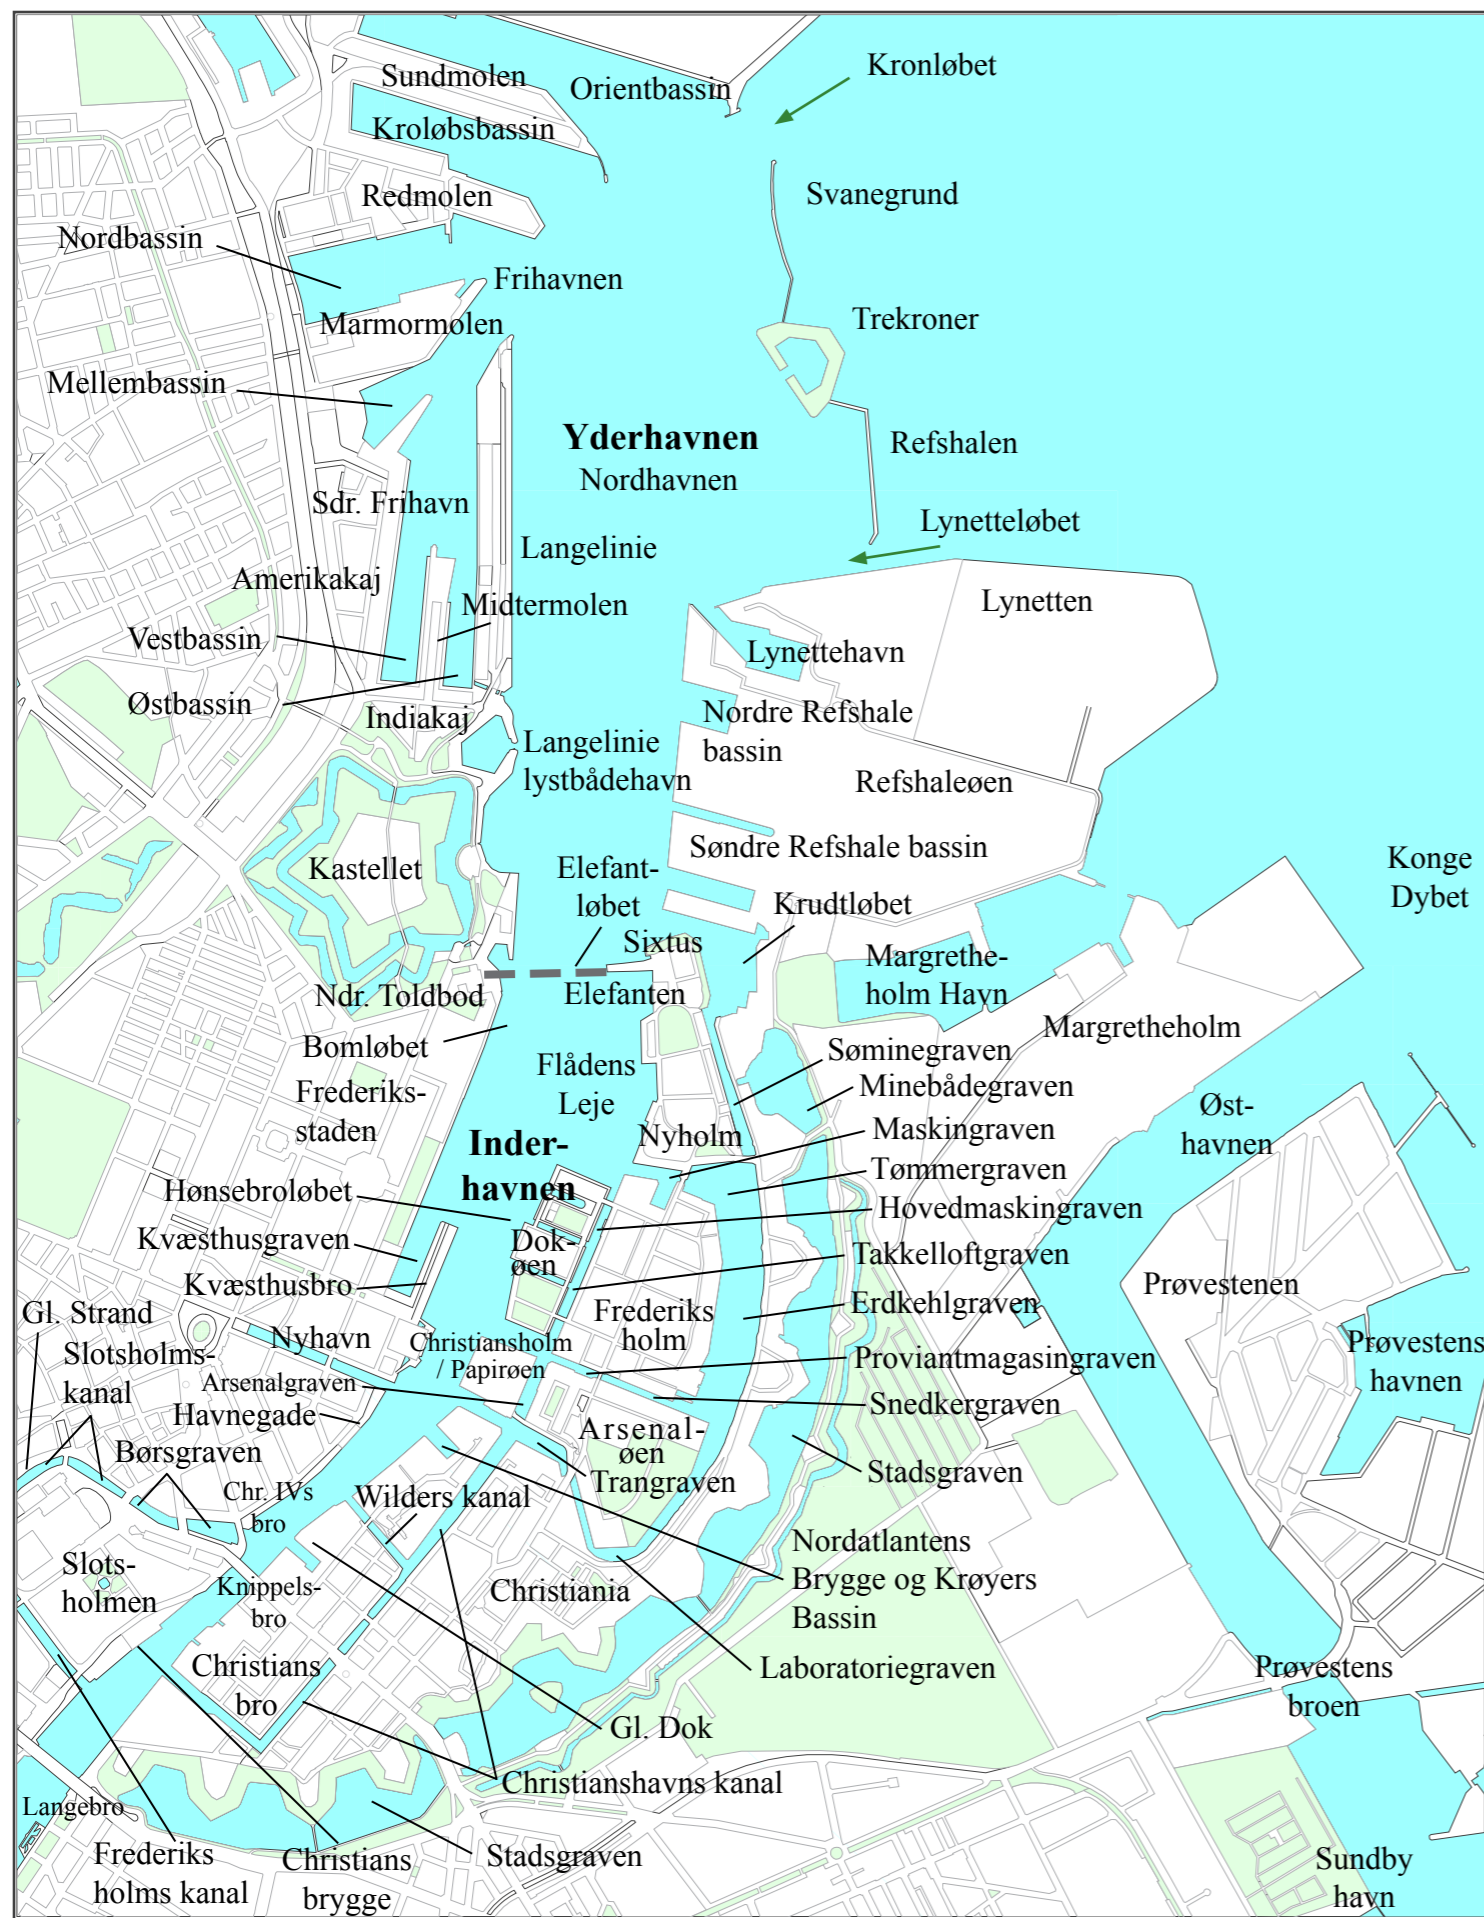 Sundmolen
Orientbassin
Kronløbet
Kroløbsbassin
Redmolen
Svanegrund
Nordbassin
Frihavnen
Marmormolen
Trekroner
Mellembassin
Yderhavnen
Nordhavnen
Refshalen
Sdr. Frihavn
Lynetteløbet
Langelinie
Amerikakaj
Midtermolen
Lynetten
Vestbassin
Lynettehavn
Østbassin
Indiakaj
Nordre Refshale
bassin
Langelinie
lystbådehavn
Refshaleøen
Søndre Refshale bassin
Kastellet
Elefant-
løbet
Konge
Dybet
Krudtløbet
Sixtus
Margrethe-
holm Havn
Ndr. Toldbod
Elefanten
Margretheholm
Bomløbet
Søminegraven
Flådens
Leje
Minebådegraven
Frederiks-
staden
Øst-
havnen
Maskingraven
Nyholm
Inder-
havnen
Tømmergraven
Hønsebroløbet
Hovedmaskingraven
Kvæsthusgraven
Dok-
øen
Takkelloftgraven
Kvæsthusbro
Prøvestenen
Gl. Strand
Erdkehlgraven
Frederiks
holm
Nyhavn
Christiansholm
/ Papirøen
Prøvestens
havnen
Slotsholms-
kanal
Proviantmagasingraven
Arsenalgraven
Snedkergraven
Havnegade
Arsenal-
øen
Børsgraven
Trangraven
Stadsgraven
Chr. IVs
bro
Wilders kanal
Nordatlantens
Brygge og Krøyers
Bassin
Slots-
holmen
Knippels-
bro
Christiania
Christians
bro
Laboratoriegraven
Prøvestens
broen
Gl. Dok
Christianshavns kanal
Langebro
Frederiks
holms kanal
Christians
brygge
Stadsgraven
Sundby
havn